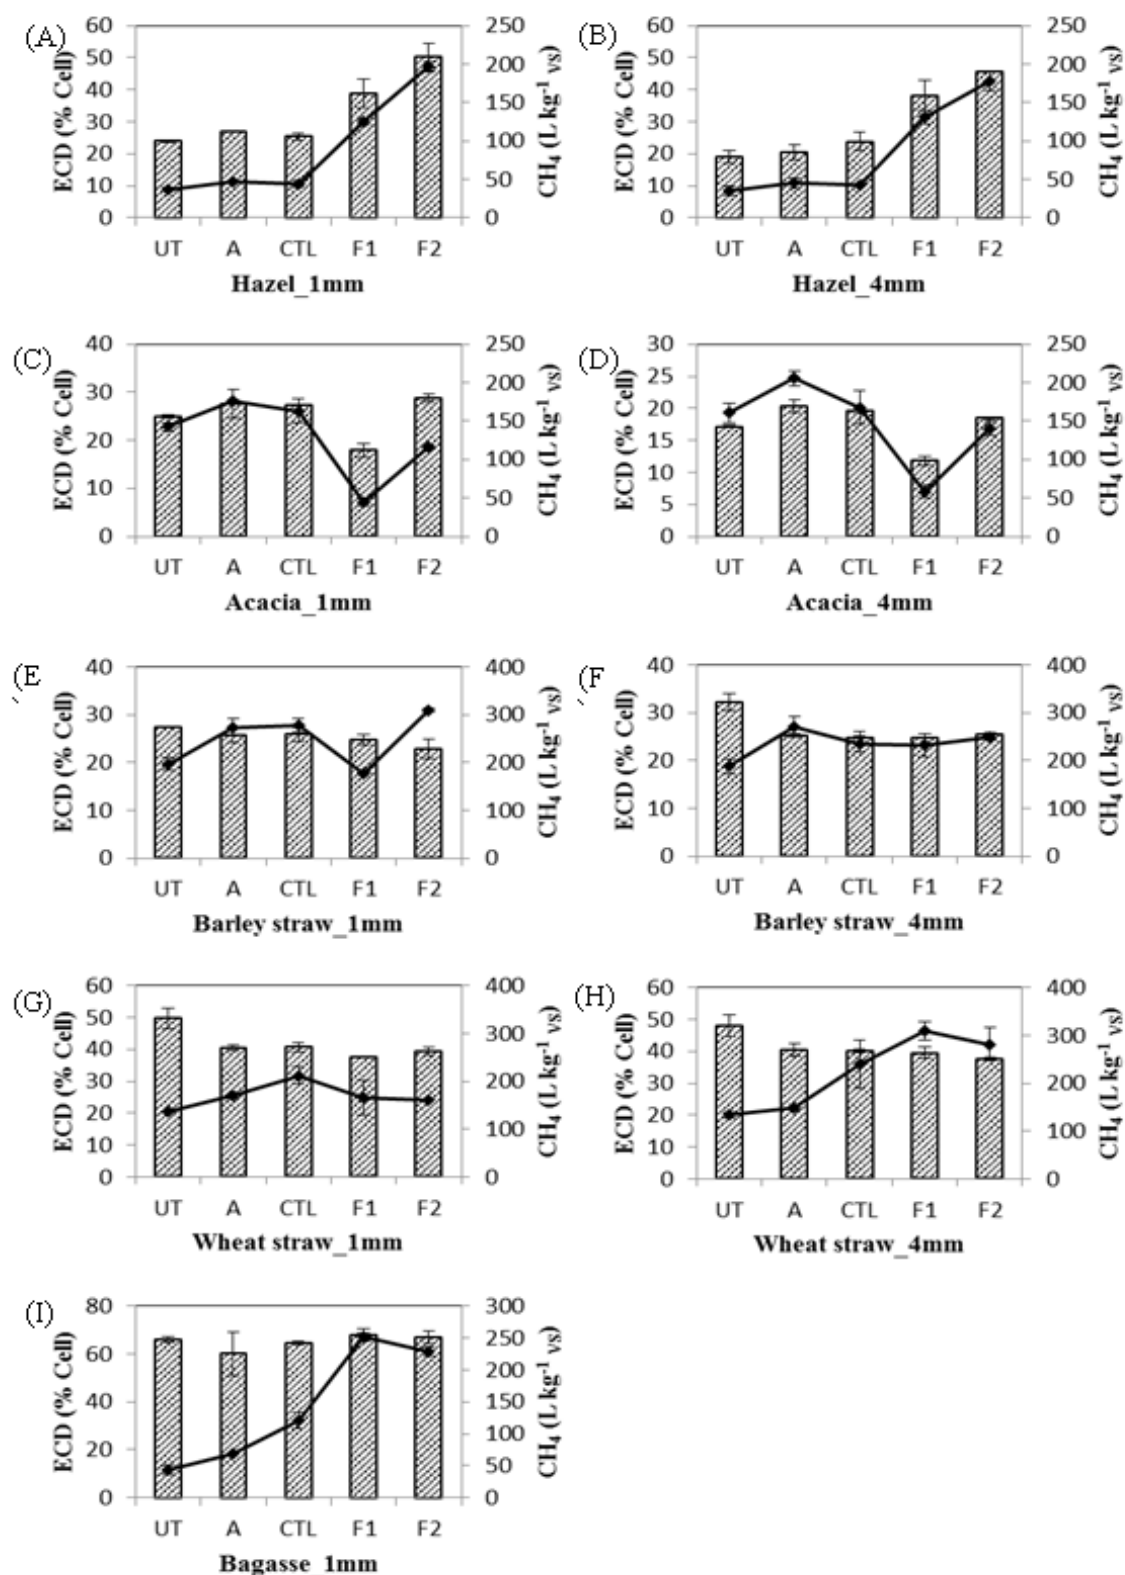 (A)
ECD (% Cell)
60
50
40
30
20
10
0
250
200
150
100
50
0
CH₄ (L kg⁻¹ vs)
UT A CTL F1 F2
Hazel_1mm
(B)
ECD (% Cell)
60
50
40
30
20
10
0
250
200
150
100
50
0
CH₄ (L kg⁻¹ vs)
UT A CTL F1 F2
Hazel_4mm
(C)
ECD (% Cell)
40
30
20
10
0
250
200
150
100
50
0
CH₄ (L kg⁻¹ vs)
UT A CTL F1 F2
Acacia_1mm
(D)
ECD (% Cell)
30
25
20
15
10
5
0
250
200
150
100
50
0
CH₄ (L kg⁻¹ vs)
UT A CTL F1 F2
Acacia_4mm
(E
ECD (% Cell)
40
30
20
10
0
400
300
200
100
0
CH₄ (L kg⁻¹ vs)
UT A CTL F1 F2
Barley straw_1mm
(F)
ECD (% Cell)
40
30
20
10
0
400
300
200
100
0
CH₄ (L kg⁻¹ vs)
UT A CTL F1 F2
Barley straw_4mm
(G)
ECD (% Cell)
60
50
40
30
20
10
0
400
300
200
100
0
CH₄ (L kg⁻¹ vs)
UT A CTL F1 F2
Wheat straw_1mm
(H)
ECD (% Cell)
60
50
40
30
20
10
0
400
300
200
100
0
CH₄ (L kg⁻¹ vs)
UT A CTL F1 F2
Wheat straw_4mm
(I)
ECD (% Cell)
80
60
40
20
0
300
250
200
150
100
50
0
CH₄ (L kg⁻¹ vs)
UT A CTL F1 F2
Bagasse_1mm